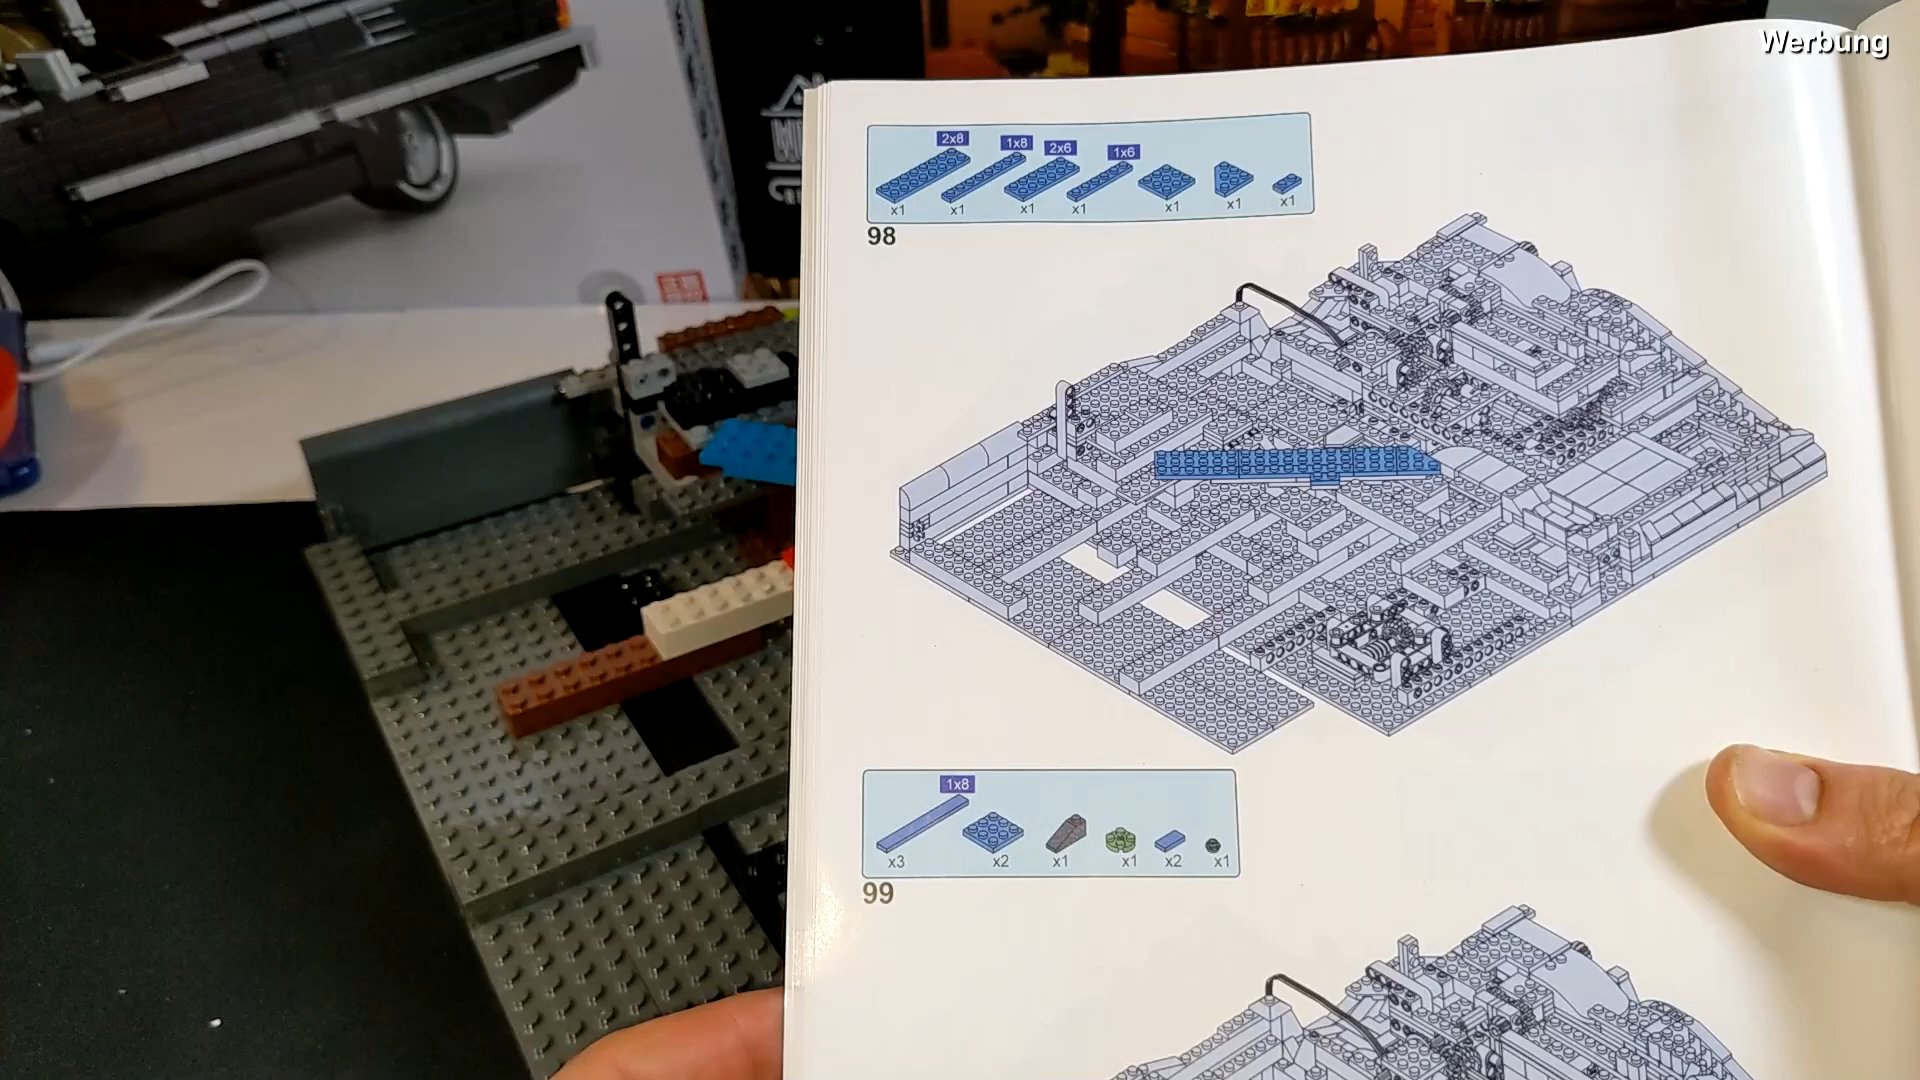 Werbung
2x8 1x8 2x6 1x6
x1 x1 x1 x1 x1 x1 x1
98
1x8
x3 x2 x1 x1 x2 x1
99